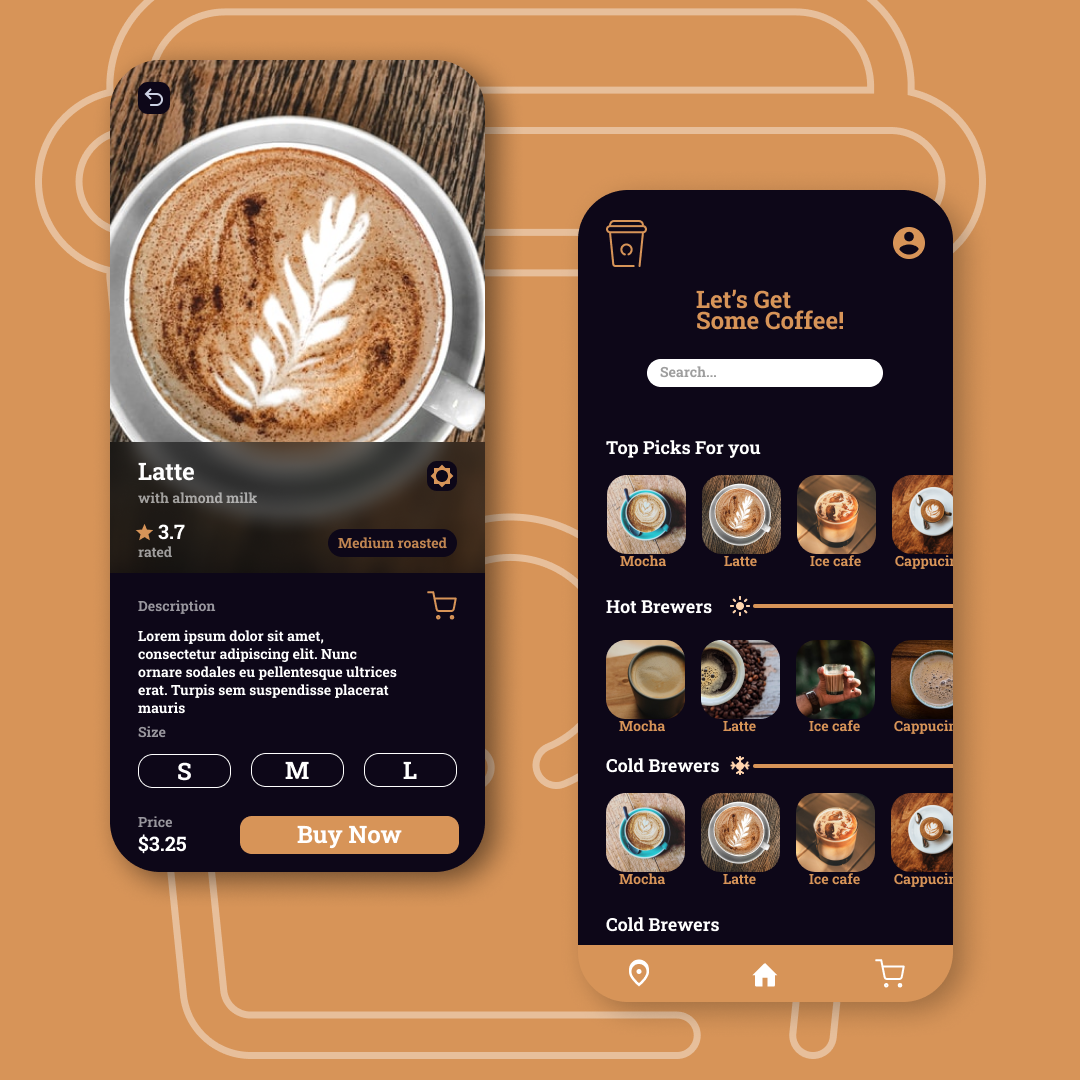 Latte
with almond milk
3.7
rated
Medium roasted
Description
Lorem ipsum dolor sit amet,
consectetur adipiscing elit. Nunc
ornare sodales eu pellentesque ultrices
erat. Turpis sem suspendisse placerat
mauris
Size
S M L
Price
$3.25
Buy Now
Let's Get
Some Coffee!
Search...
Top Picks For you
Mocha Latte Ice cafe Cappucin
Hot Brewers
Mocha Latte Ice cafe Cappucin
Cold Brewers
Mocha Latte Ice cafe Cappucin
Cold Brewers